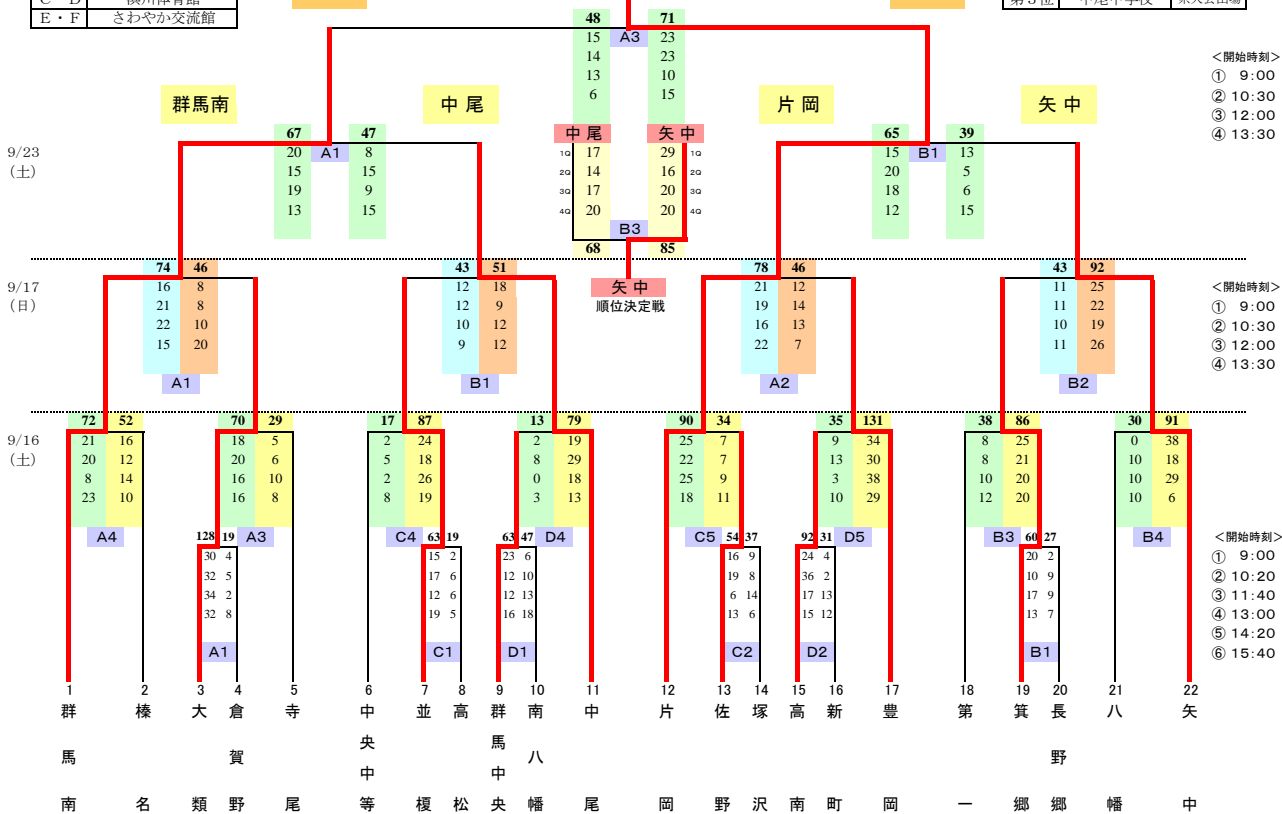 E・F さわやか交流館
48 71
15 A3 23
14 23
13 10
6 15
<開始時刻>
① 9:00
② 10:30
③ 12:00
④ 13:30
群馬南 中尾 片岡 矢中
9/23
(土)
67 47
20 A1 8
15 15
19 9
13 15
中尾 矢中
1Q 17 29 1Q
2Q 14 16 2Q
3Q 17 20 3Q
4Q 20 20 4Q
B3
68 85
65 39
15 B1 13
20 5
18 6
12 15
矢中
順位決定戦
9/17
(日)
74 46
16 8
21 8
22 10
15 20
A1
43 51
12 18
12 9
10 12
9 12
B1
78 46
21 12
19 14
16 13
22 7
A2
43 92
11 25
11 22
10 19
11 26
B2
<開始時刻>
① 9:00
② 10:30
③ 12:00
④ 13:30
9/16
(土)
72 52
21 16
20 12
8 14
23 10
A4
70 29
18 5
20 6
16 10
16 8
A3
17 87
2 24
5 18
2 26
8 19
C4
13 79
2 19
8 29
0 18
3 13
D4
90 34
25 7
22 7
25 9
18 11
C5
35 131
9 34
13 30
3 38
10 29
D5
38 86
8 25
8 21
10 20
12 20
B3
30 91
0 38
10 18
10 29
10 6
B4
128 19
30 4
32 5
34 2
32 8
A1
63 19
15 2
17 6
12 6
19 5
C1
63 47
23 6
12 10
12 13
16 18
D1
54 37
16 9
19 8
6 14
13 6
C2
92 31
24 4
36 2
17 13
15 12
D2
60 27
20 2
10 9
17 9
13 7
B1
<開始時刻>
① 9:00
② 10:20
③ 11:40
④ 13:00
⑤ 14:20
⑥ 15:40
1 群馬南
2 榛名
3 大類
4 倉賀野
5 寺尾
6 中央中等
7 並榎
8 高松
9 群馬中央
10 南八幡
11 中尾
12 片岡
13 佐野
14 塚沢
15 高南
16 新町
17 豊岡
18 第一
19 箕郷
20 長野郷
21 八幡
22 矢中